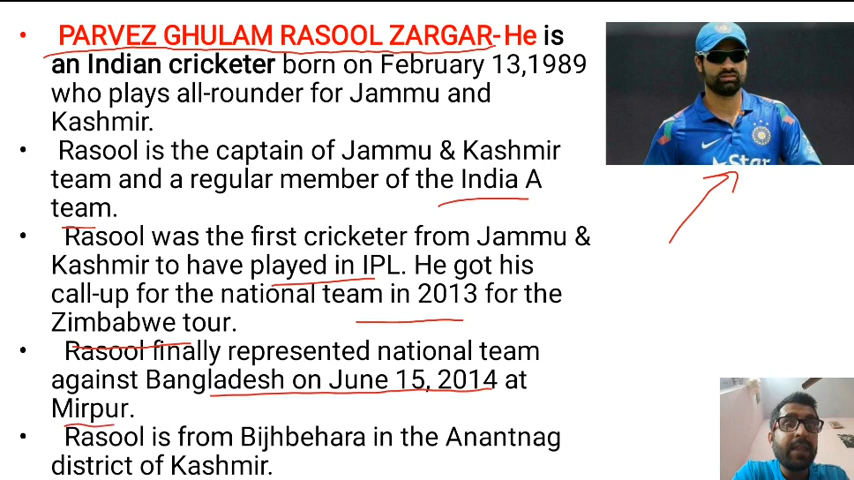 • PARVEZ GHULAM RASOOL ZARGAR-He is
an Indian cricketer born on February 13,1989
who plays all-rounder for Jammu and
Kashmir.
• Rasool is the captain of Jammu & Kashmir
team and a regular member of the India A
team.
• Rasool was the first cricketer from Jammu &
Kashmir to have played in IPL. He got his
call-up for the national team in 2013 for the
Zimbabwe tour.
• Rasool finally represented national team
against Bangladesh on June 15, 2014 at
Mirpur.
• Rasool is from Bijhbehara in the Anantnag
district of Kashmir.
Star